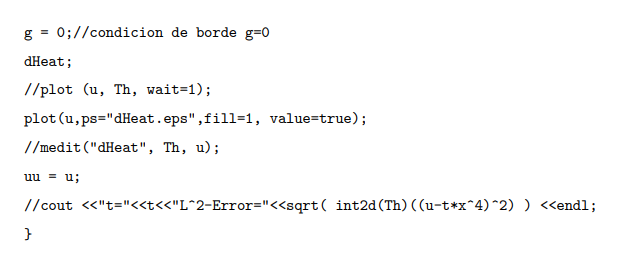 g = 0;//condicion de borde g=0
dHeat;
//plot (u, Th, wait=1);
plot(u,ps="dHeat.eps",fill=1, value=true);
//medit("dHeat", Th, u);
uu = u;
//cout <<"t="<<t<<"L^2-Error="<<sqrt( int2d(Th)((u-t*x^4)^2) ) <<endl;
}